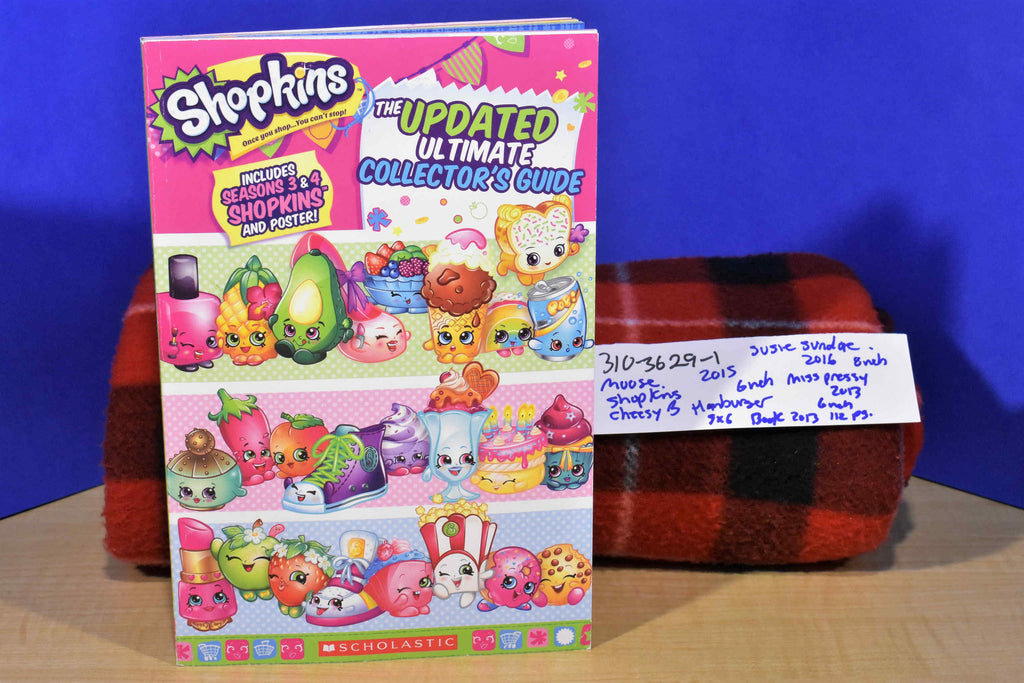 Shopkins
Once you shop...You can't stop!
THE UPDATED
ULTIMATE
COLLECTOR'S GUIDE
INCLUDES
SEASONS 3 & 4
SHOPKINS™
AND POSTER!
SCHOLASTIC
310-3629-1
Moose. 2015
Shopkins 6inch
Cheesy B Hamburger
9x6 Book 2013 112 pg.
Susie Sundae.
2016 8inch
Miss pressy
2013
6inch